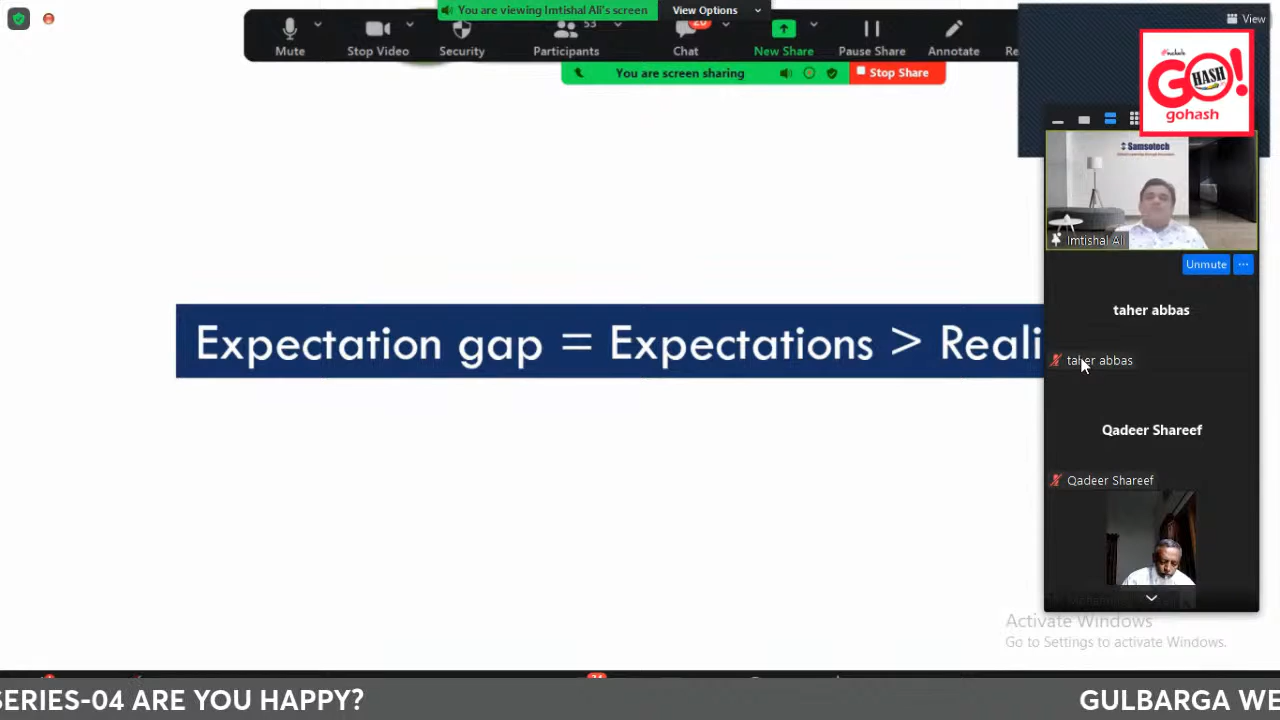 You are viewing Imtishal Ali's screen
View Options
View
Mute
Stop Video
Security
53
Participants
Chat
New Share
Pause Share
Annotate
You are screen sharing
Stop Share
GO!
HASH
gohash
Samsotech
Imtishal Ali
Unmute
taher abbas
taher abbas
Expectation gap = Expectations > Reali
Qadeer Shareef
Qadeer Shareef
Activate Windows
Go to Settings to activate Windows.
SERIES-04 ARE YOU HAPPY?
GULBARGA WE